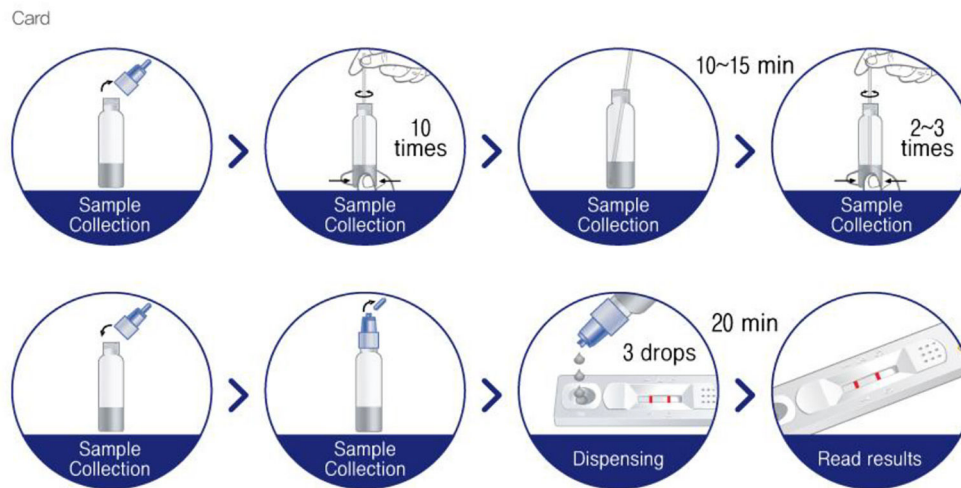 Card
10
times
10~15 min
2~3
times
Sample
Collection
Sample
Collection
Sample
Collection
Sample
Collection
3 drops
20 min
Sample
Collection
Sample
Collection
Dispensing
Read results